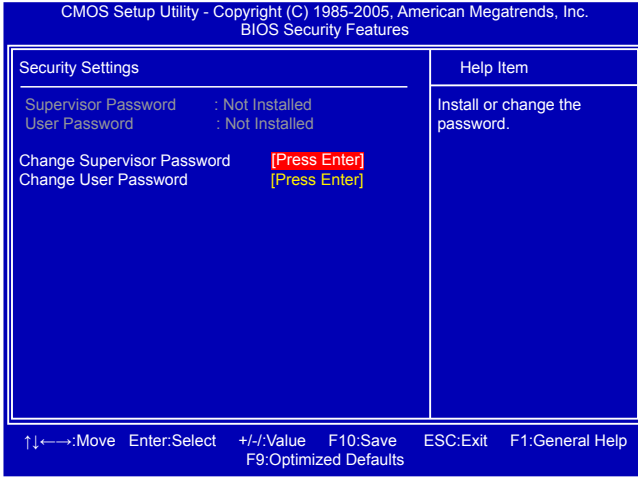 CMOS Setup Utility - Copyright (C) 1985-2005, American Megatrends, Inc.
BIOS Security Features
Security Settings
Help Item
Supervisor Password : Not Installed
User Password : Not Installed
Install or change the
password.
Change Supervisor Password [Press Enter]
Change User Password [Press Enter]
↑↓←→:Move Enter:Select +/-/:Value F10:Save ESC:Exit F1:General Help
F9:Optimized Defaults